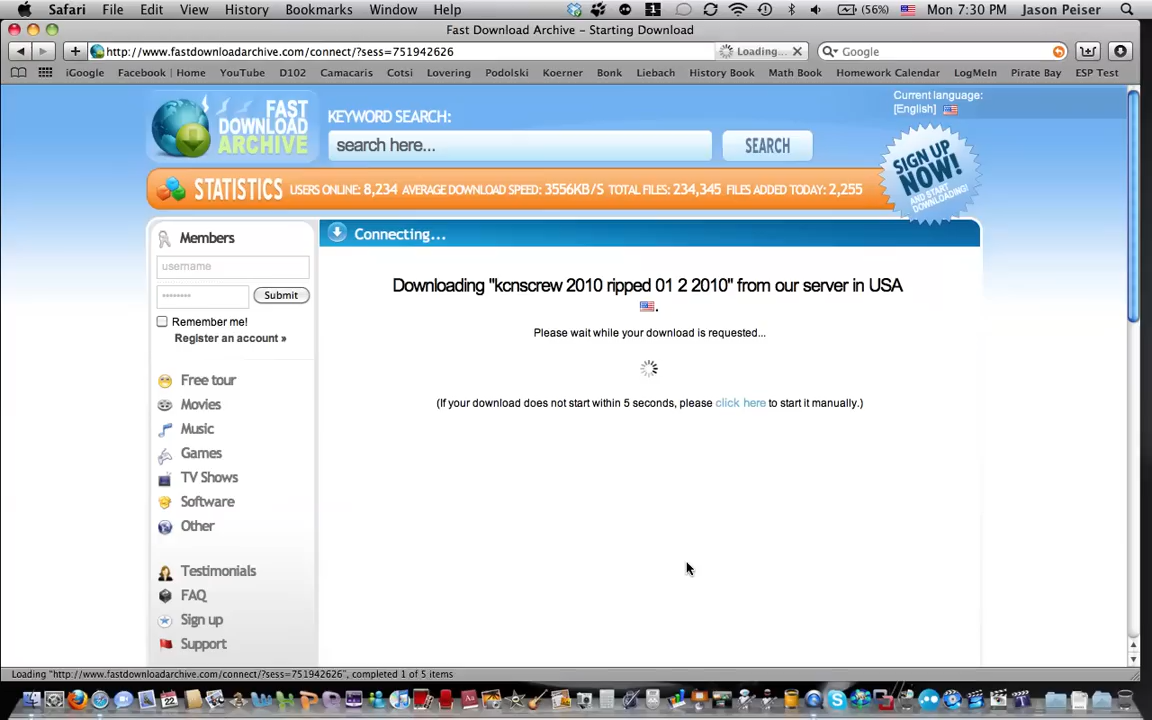 Safari File Edit View History Bookmarks Window Help (56%) Mon 7:30 PM Jason Peiser
Fast Download Archive – Starting Download
http://www.fastdownloadarchive.com/connect/?sess=751942626 Loading... Google
iGoogle Facebook | Home YouTube D102 Camacaris Cotsi Lovering Podolski Koerner Bonk Liebach History Book Math Book Homework Calendar LogMeIn Pirate Bay ESP Test
Current language:
[English]
FAST
DOWNLOAD
ARCHIVE
KEYWORD SEARCH:
search here... SEARCH
SIGN UP
NOW!
AND START
DOWNLOADING!
STATISTICS USERS ONLINE: 8,234 AVERAGE DOWNLOAD SPEED: 3556KB/S TOTAL FILES: 234,345 FILES ADDED TODAY: 2,255
Members
username
Submit
Remember me!
Register an account »
Free tour
Movies
Music
Games
TV Shows
Software
Other
Testimonials
FAQ
Sign up
Support
Connecting...
Downloading "kcnscrew 2010 ripped 01 2 2010" from our server in USA
.
Please wait while your download is requested...
(If your download does not start within 5 seconds, please click here to start it manually.)
Loading "http://www.fastdownloadarchive.com/connect/?sess=751942626", completed 1 of 5 items